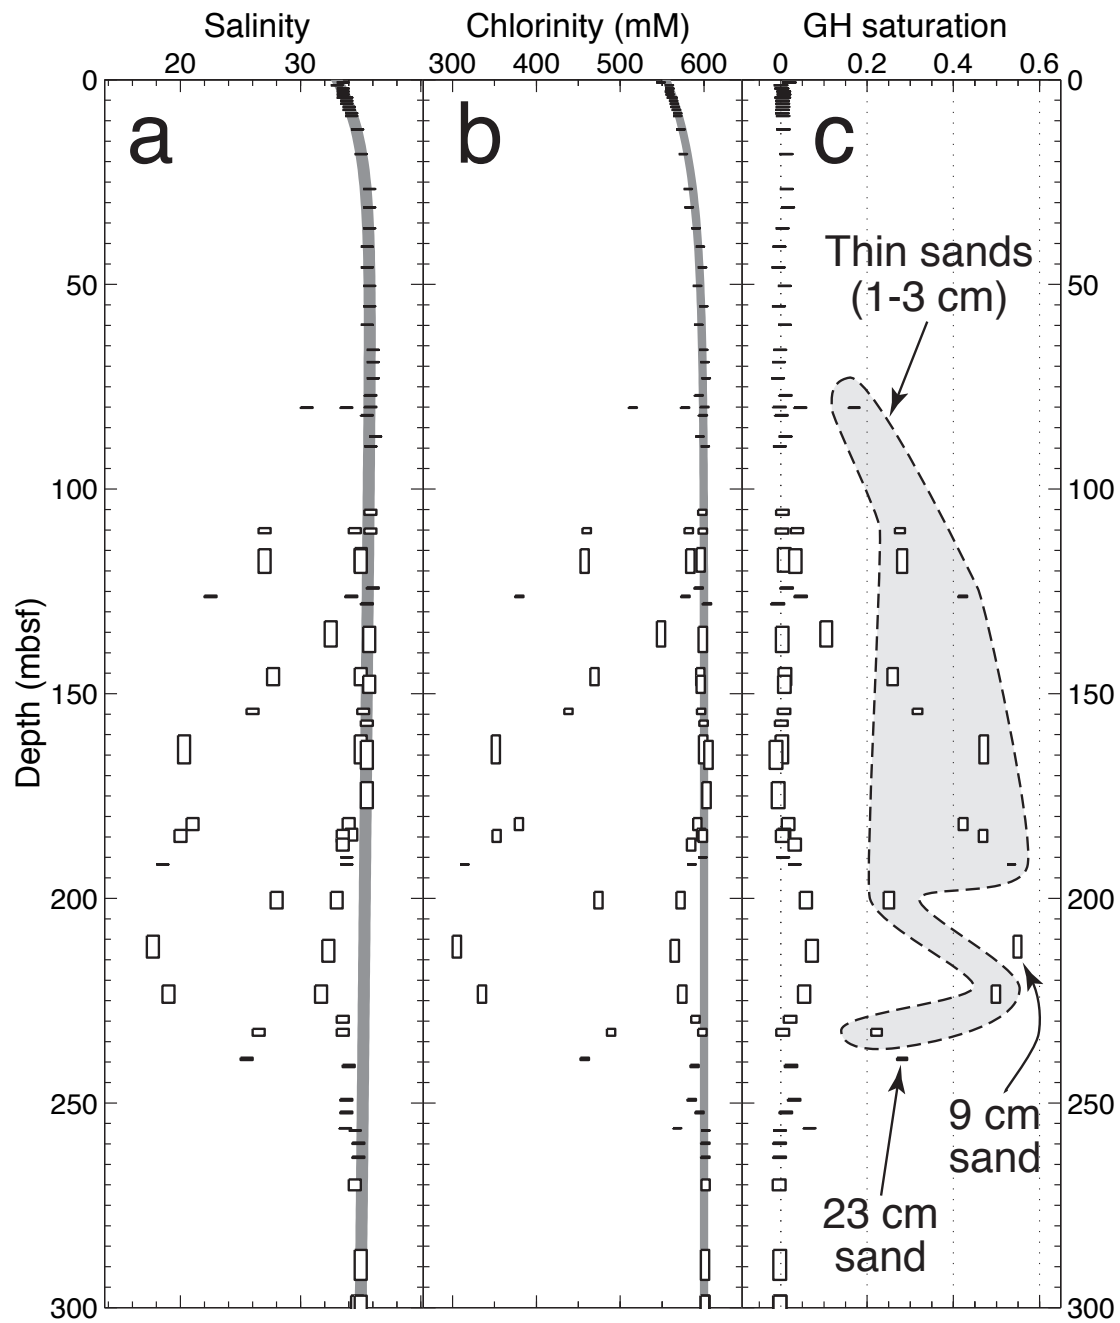 Salinity Chlorinity (mM) GH saturation
20 30 300 400 500 600 0 0.2 0.4 0.6
0 0
a b c
Thin sands
(1-3 cm)
50 50
100 100
Depth (mbsf)
150 150
200 200
250 250
9 cm
sand
23 cm
sand
300 300